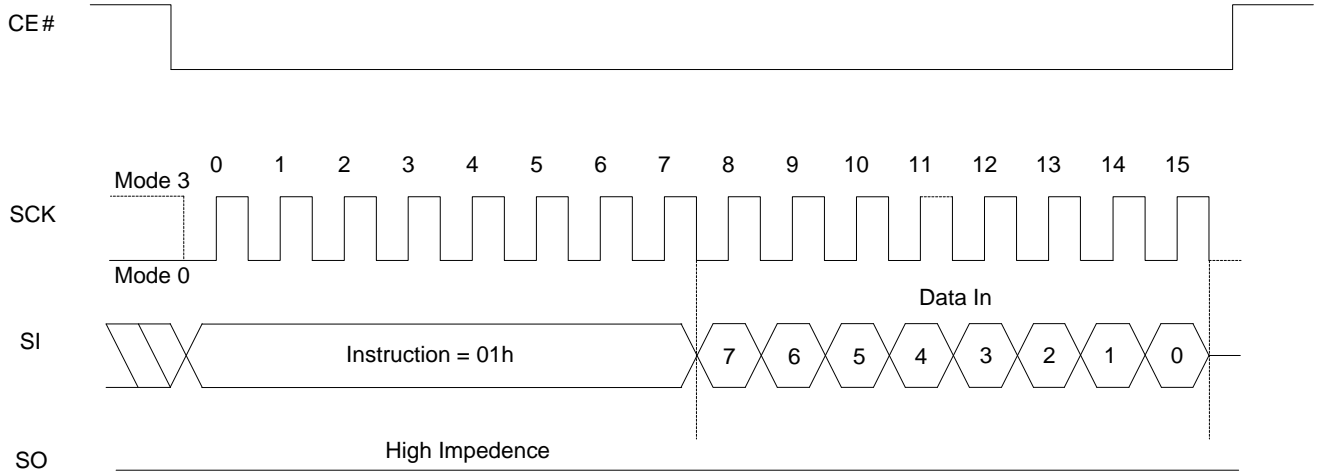 CE#
0 1 2 3 4 5 6 7 8 9 10 11 12 13 14 15
Mode 3
SCK
Mode 0
Data In
SI
Instruction = 01h
7 6 5 4 3 2 1 0
High Impedence
SO